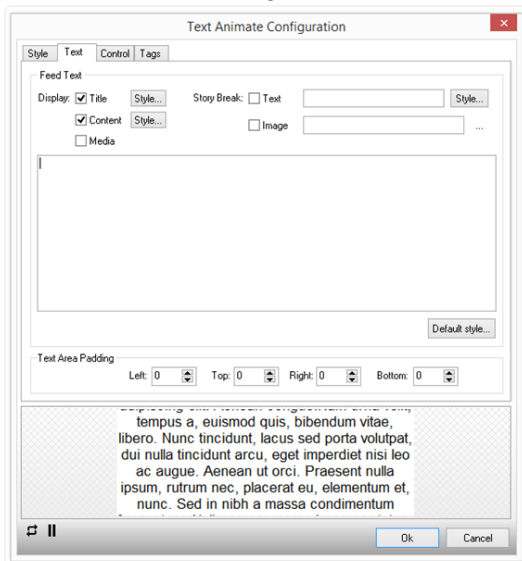 Text Animate Configuration
Style Text Control Tags
Feed Text
Display: Title Style... Story Break: Text Style...
Content Style... Image ...
Media
Default style...
Text Area Padding
Left: 0 Top: 0 Right: 0 Bottom: 0
tempus a, euismod quis, bibendum vitae,
libero. Nunc tincidunt, lacus sed porta volutpat,
dui nulla tincidunt arcu, eget imperdiet nisi leo
ac augue. Aenean ut orci. Praesent nulla
ipsum, rutrum nec, placerat eu, elementum et,
nunc. Sed in nibh a massa condimentum
Ok Cancel